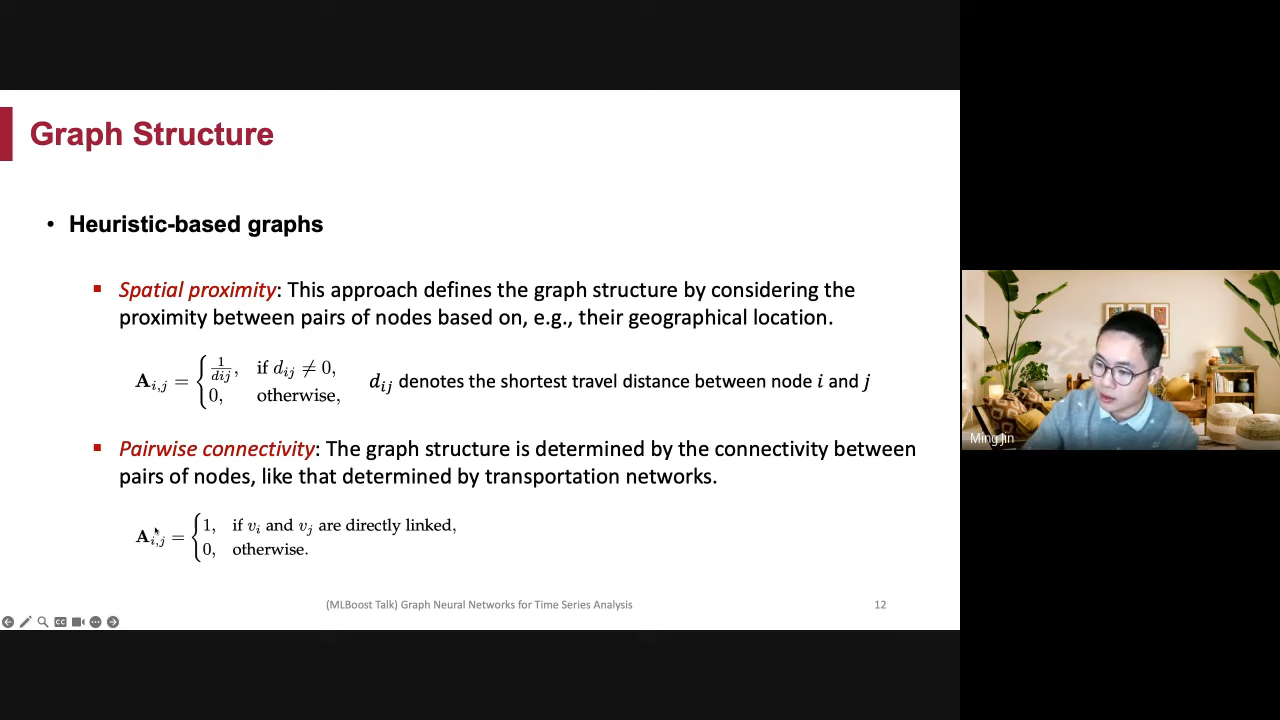 Graph Structure
• Heuristic-based graphs
▪ Spatial proximity: This approach defines the graph structure by considering the
proximity between pairs of nodes based on, e.g., their geographical location.
A_{i,j} = { 1/dij, if d_{ij} ≠ 0,
0, otherwise,
d_{ij} denotes the shortest travel distance between node i and j
▪ Pairwise connectivity: The graph structure is determined by the connectivity between
pairs of nodes, like that determined by transportation networks.
A_{i,j} = { 1, if v_i and v_j are directly linked,
0, otherwise.
(MLBoost Talk) Graph Neural Networks for Time Series Analysis
12
CC
Ming Jin